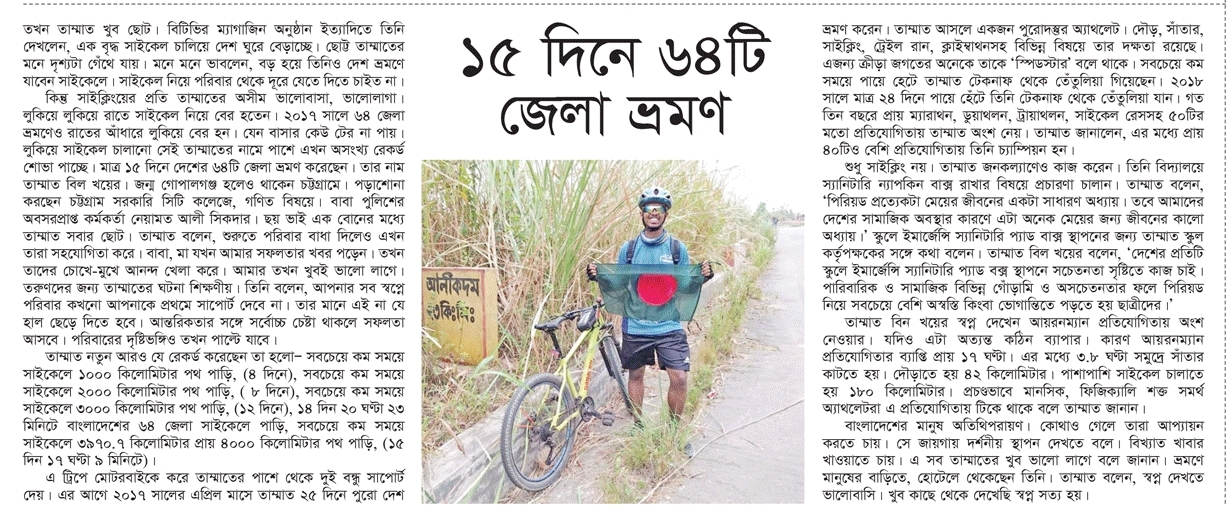 ১৫ দিনে ৬৪টি
জেলা ভ্রমণ
তখন তাম্মাত খুব ছোট। বিটিভির ম্যাগাজিন অনুষ্ঠান ইত্যাদিতে তিনি
দেখলেন, এক বৃদ্ধ সাইকেল চালিয়ে দেশ ঘুরে বেড়াচ্ছে। ছোট্ট তাম্মাতের
মনে দৃশ্যটা গেঁথে যায়। মনে মনে ভাবলেন, বড় হয়ে তিনিও দেশ ভ্রমণে
যাবেন সাইকেলে। সাইকেল নিয়ে পরিবার থেকে দূরে যেতে দিতে চাইত না।
কিন্তু সাইক্লিংয়ের প্রতি তাম্মাতের অসীম ভালোবাসা, ভালোলাগা।
লুকিয়ে লুকিয়ে রাতে সাইকেল নিয়ে বের হতেন। ২০১৭ সালে ৬৪ জেলা
ভ্রমণেও রাতের আঁধারে লুকিয়ে বের হন। যেন বাসার কেউ টের না পায়।
লুকিয়ে সাইকেল চালানো সেই তাম্মাতের নামে পাশে এখন অসংখ্য রেকর্ড
শোভা পাচ্ছে। মাত্র ১৫ দিনে দেশের ৬৪টি জেলা ভ্রমণ করেছেন। তার নাম
তাম্মাত বিল খয়ের। জন্ম গোপালগঞ্জ হলেও থাকেন চট্টগ্রামে। পড়াশোনা
করছেন চট্টগ্রাম সরকারি সিটি কলেজে, গণিত বিষয়ে। বাবা পুলিশের
অবসরপ্রাপ্ত কর্মকর্তা নেয়ামত আলী সিকদার। ছয় ভাই এক বোনের মধ্যে
তাম্মাত সবার ছোট। তাম্মাত বলেন, শুরুতে পরিবার বাধা দিলেও এখন
তারা সহযোগিতা করে। বাবা, মা যখন আমার সফলতার খবর পড়েন। তখন
তাদের চোখে-মুখে আনন্দ খেলা করে। আমার তখন খুবই ভালো লাগে।
তরুণদের জন্য তাম্মাতের ঘটনা শিক্ষণীয়। তিনি বলেন, আপনার সব স্বপ্নে
পরিবার কখনো আপনাকে প্রথমে সাপোর্ট দেবে না। তার মানে এই না যে
হাল ছেড়ে দিতে হবে। আন্তরিকতার সঙ্গে সর্বোচ্চ চেষ্টা থাকলে সফলতা
আসবে। পরিবারের দৃষ্টিভঙ্গিও তখন পাল্টে যাবে।
তাম্মাত নতুন আরও যে রেকর্ড করেছেন তা হলো– সবচেয়ে কম সময়ে
সাইকেলে ১০০০ কিলোমিটার পথ পাড়ি, (৪ দিনে), সবচেয়ে কম সময়ে
সাইকেলে ২০০০ কিলোমিটার পথ পাড়ি, ( ৮ দিনে), সবচেয়ে কম সময়ে
সাইকেলে ৩০০০ কিলোমিটার পথ পাড়ি, (১২ দিনে), ১৪ দিন ২০ ঘণ্টা ২৩
মিনিটে বাংলাদেশের ৬৪ জেলা সাইকেলে পাড়ি, সবচেয়ে কম সময়ে
সাইকেলে ৩৯৭০.৭ কিলোমিটার প্রায় ৪০০০ কিলোমিটার পথ পাড়ি, (১৫
দিন ১৭ ঘণ্টা ৯ মিনিটে)।
এ ট্রিপে মোটরবাইকে করে তাম্মাতের পাশে থেকে দুই বন্ধু সাপোর্ট
দেয়। এর আগে ২০১৭ সালের এপ্রিল মাসে তাম্মাত ২৫ দিনে পুরো দেশ
আলীকদম
ভ্রমণ করেন। তাম্মাত আসলে একজন পুরোদস্তুর অ্যাথলেট। দৌড়, সাঁতার,
সাইক্লিং, ট্রেইল রান, ক্লাইম্বাথনসহ বিভিন্ন বিষয়ে তার দক্ষতা রয়েছে।
এজন্য ক্রীড়া জগতের অনেকে তাকে ‘স্পিডস্টার’ বলে থাকে। সবচেয়ে কম
সময়ে পায়ে হেটে তাম্মাত টেকনাফ থেকে তেঁতুলিয়া গিয়েছেন। ২০১৮
সালে মাত্র ২৪ দিনে পায়ে হেঁটে তিনি টেকনাফ থেকে তেঁতুলিয়া যান। গত
তিন বছরে প্রায় ম্যারাথন, ডুয়াথলন, ট্রায়াথলন, সাইকেল রেসসহ ৫০টির
মতো প্রতিযোগিতায় তাম্মাত অংশ নেয়। তাম্মাত জানালেন, এর মধ্যে প্রায়
৪০টিও বেশি প্রতিযোগিতায় তিনি চ্যাম্পিয়ন হন।
শুধু সাইক্লিং নয়। তাম্মাত জনকল্যাণেও কাজ করেন। তিনি বিদ্যালয়ে
স্যানিটারি ন্যাপকিন বাক্স রাখার বিষয়ে প্রচারণা চালান। তাম্মাত বলেন,
‘পিরিয়ড প্রত্যেকটা মেয়ের জীবনের একটা সাধারণ অধ্যায়। তবে আমাদের
দেশের সামাজিক অবস্থার কারণে এটা অনেক মেয়ের জন্য জীবনের কালো
অধ্যায়।’ স্কুলে ইমার্জেন্সি স্যানিটারি প্যাড বাক্স স্থাপনের জন্য তাম্মাত স্কুল
কর্তৃপক্ষকের সঙ্গে কথা বলেন। তাম্মাত বিল খয়ের বলেন, ‘দেশের প্রতিটি
স্কুলে ইমার্জেন্সি স্যানিটারি প্যাড বক্স স্থাপনে সচেতনতা সৃষ্টিতে কাজ চাই।
পারিবারিক ও সামাজিক বিভিন্ন গোঁড়ামি ও অসচেতনতার ফলে পিরিয়ড
নিয়ে সবচেয়ে বেশি অস্বস্তি কিংবা ভোগান্তিতে পড়তে হয় ছাত্রীদের।’
তাম্মাত বিন খয়ের স্বপ্ন দেখেন আয়রনম্যান প্রতিযোগিতায় অংশ
নেওয়ার। যদিও এটা অত্যন্ত কঠিন ব্যাপার। কারণ আয়রনম্যান
প্রতিযোগিতার ব্যাপ্তি প্রায় ১৭ ঘণ্টা। এর মধ্যে ৩.৮ ঘণ্টা সমুদ্রে সাঁতার
কাটতে হয়। দৌড়াতে হয় ৪২ কিলোমিটার। পাশাপাশি সাইকেল চালাতে
হয় ১৮০ কিলোমিটার। প্রচণ্ডভাবে মানসিক, ফিজিক্যালি শক্ত সমর্থ
অ্যাথলেটরা এ প্রতিযোগিতায় টিকে থাকে বলে তাম্মাত জানান।
বাংলাদেশের মানুষ অতিথিপরায়ণ। কোথাও গেলে তারা আপ্যায়ন
করতে চায়। সে জায়গায় দর্শনীয় স্থাপন দেখতে বলে। বিখ্যাত খাবার
খাওয়াতে চায়। এ সব তাম্মাতের খুব ভালো লাগে বলে জানান। ভ্রমণে
মানুষের বাড়িতে, হোটেলে থেকেছেন তিনি। তাম্মাত বলেন, স্বপ্ন দেখতে
ভালোবাসি। খুব কাছে থেকে দেখেছি স্বপ্ন সত্য হয়।